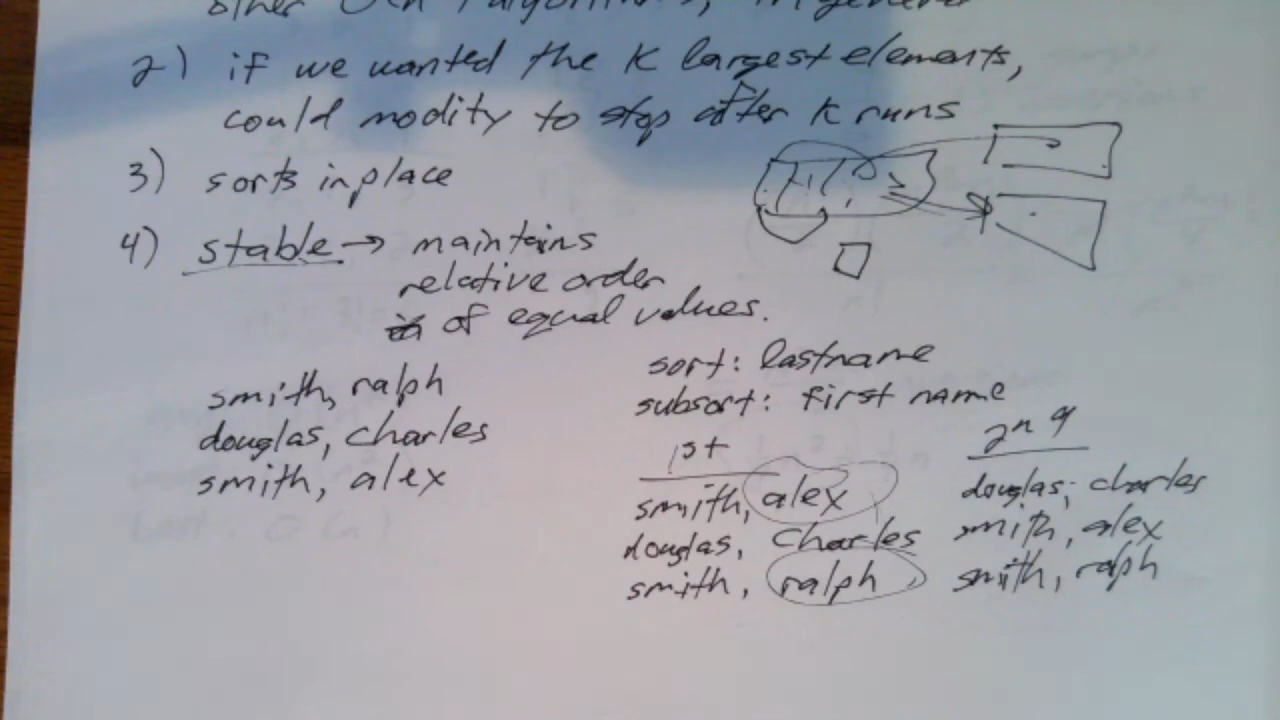 2) if we wanted the K largest elements,
could modity to stop after K runs
3) sorts inplace
4) stable → maintains
relative order
of equal values.
smith, ralph
douglas, charles
smith, alex
sort: lastname
subsort: first name
1st
smith, alex
douglas, Charles
smith, ralph
2nd
douglas, charles
smith, alex
smith, ralph